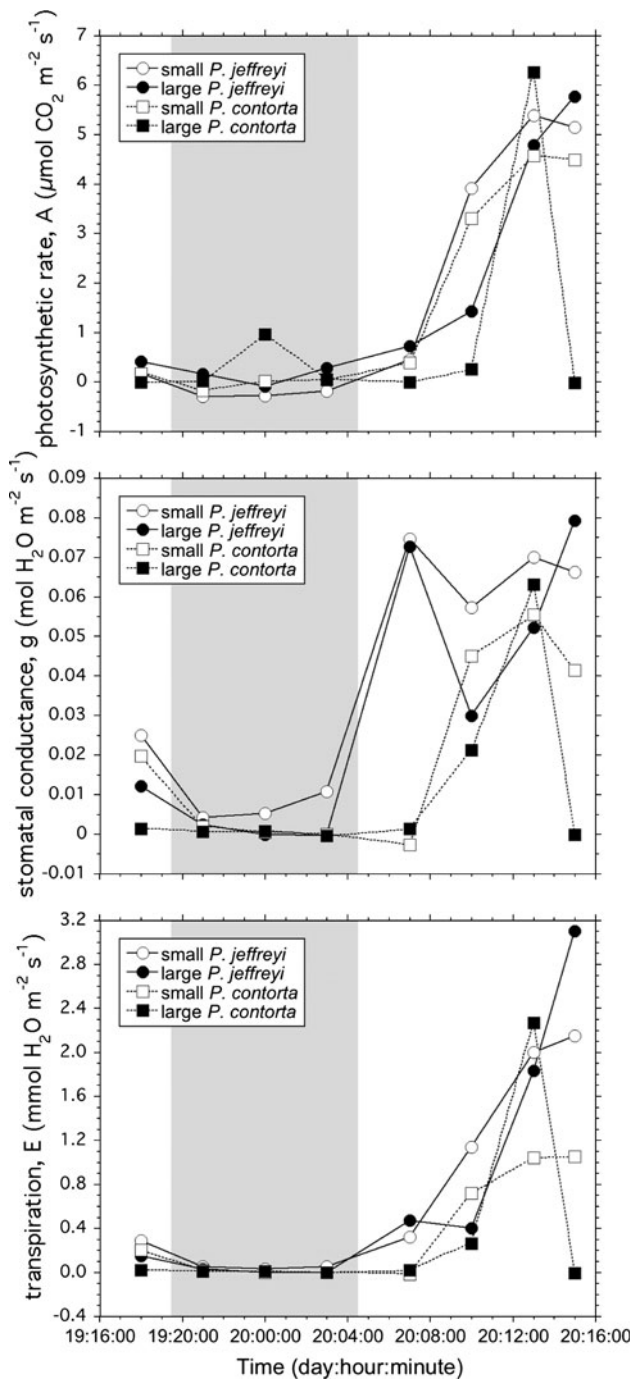 photosynthetic rate, A (µmol CO₂ m⁻² s⁻¹)
7
6
5
4
3
2
1
0
-1
small P. jeffreyi
large P. jeffreyi
small P. contorta
large P. contorta
stomatal conductance, g (mol H₂O m⁻² s⁻¹)
0.09
0.08
0.07
0.06
0.05
0.04
0.03
0.02
0.01
0
-0.01
small P. jeffreyi
large P. jeffreyi
small P. contorta
large P. contorta
transpiration, E (mmol H₂O m⁻² s⁻¹)
3.2
2.8
2.4
2.0
1.6
1.2
0.8
0.4
0.0
-0.4
small P. jeffreyi
large P. jeffreyi
small P. contorta
large P. contorta
19:16:00 19:20:00 20:00:00 20:04:00 20:08:00 20:12:00 20:16:00
Time (day:hour:minute)